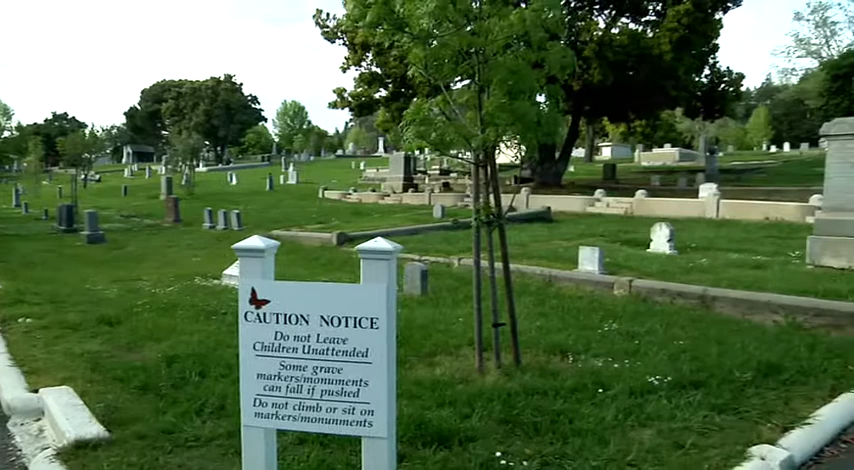 CAUTION NOTICE
Do not Leave
Children Unattended
Some grave
markers/monuments
can fall if pushed
Do not climb or sit on
markers/monuments